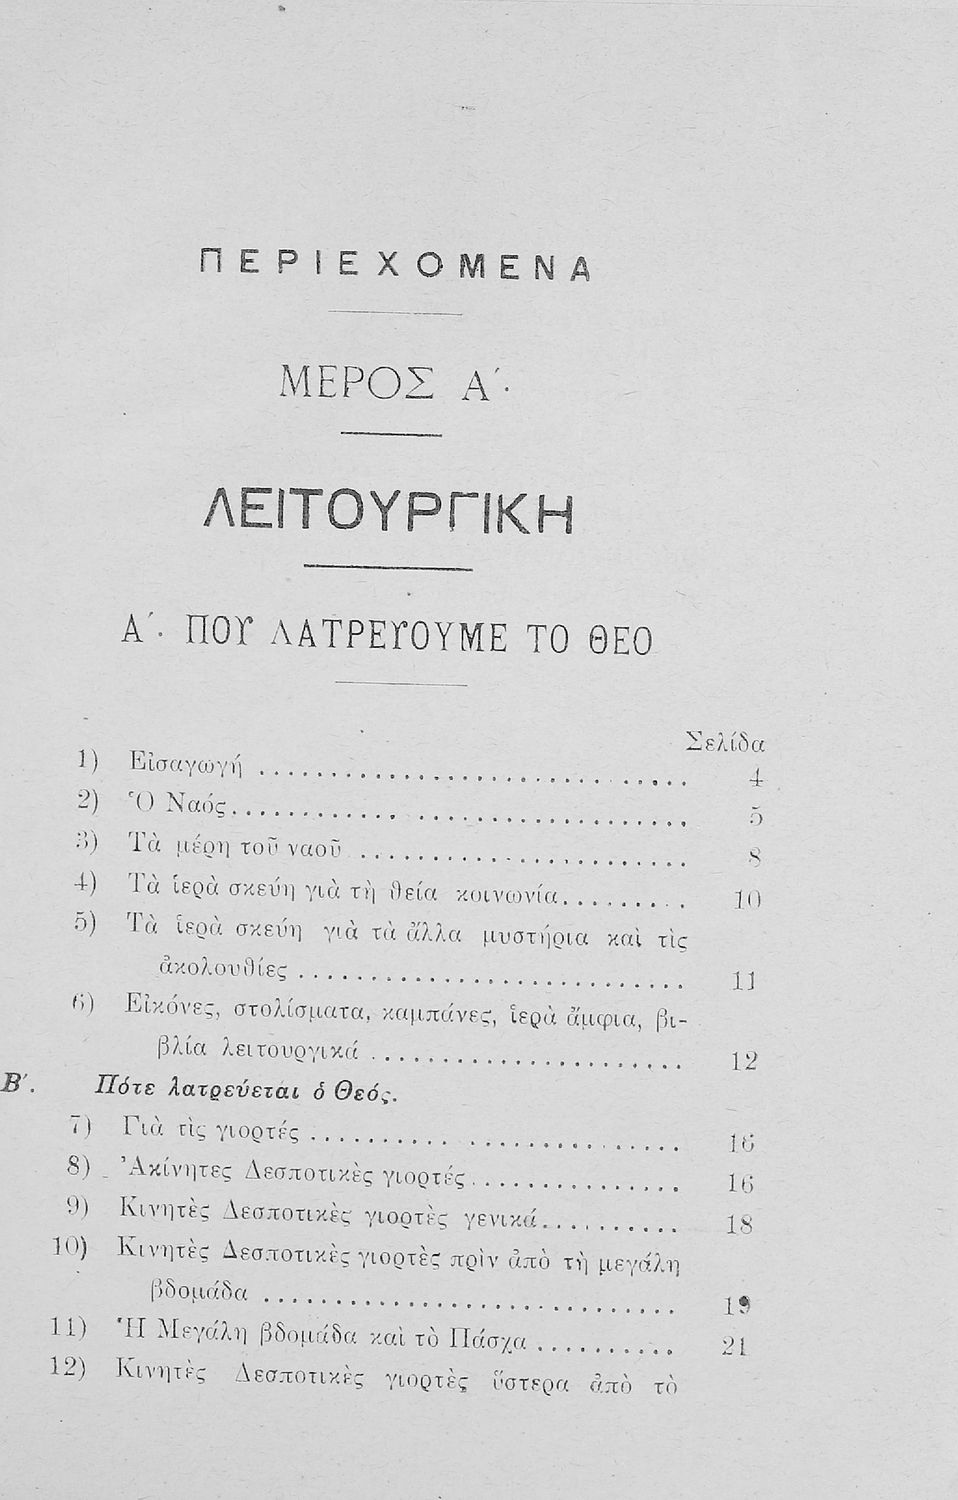 ΠΕΡΙΕΧΟΜΕΝΑ
ΜΕΡΟΣ Α΄.
ΛΕΙΤΟΥΡΓΙΚΗ
Α΄. ΠΟΥ ΛΑΤΡΕΥΟΥΜΕ ΤΟ ΘΕΟ
Σελίδα
1) Εἰσαγωγή .............................. 4
2) Ὁ Ναός................................ 5
3) Τὰ μέρη τοῦ ναοῦ ........................ 8
4) Τὰ ἱερὰ σκεύη γιὰ τὴ θεία κοινωνία......... 10
5) Τὰ ἱερὰ σκεύη γιὰ τὰ ἄλλα μυστήρια καὶ τὶς
ἀκολουθίες ........................... 11
6) Εἰκόνες, στολίσματα, καμπάνες, ἱερὰ ἄμφια, βι-
βλία λειτουργικά ...................... 12
Β΄. Πότε λατρεύεται ὁ Θεός.
7) Γιὰ τὶς γιορτές ......................... 16
8) Ἀκίνητες Δεσποτικὲς γιορτές............... 16
9) Κινητὲς Δεσποτικὲς γιορτὲς γενικά.......... 18
10) Κινητὲς Δεσποτικὲς γιορτὲς πρὶν ἀπὸ τὴ μεγάλη
βδομάδα ............................. 19
11) Ἡ Μεγάλη βδομάδα καὶ τὸ Πάσχα .......... 21
12) Κινητὲς Δεσποτικὲς γιορτὲς ὕστερα ἀπὸ τὸ